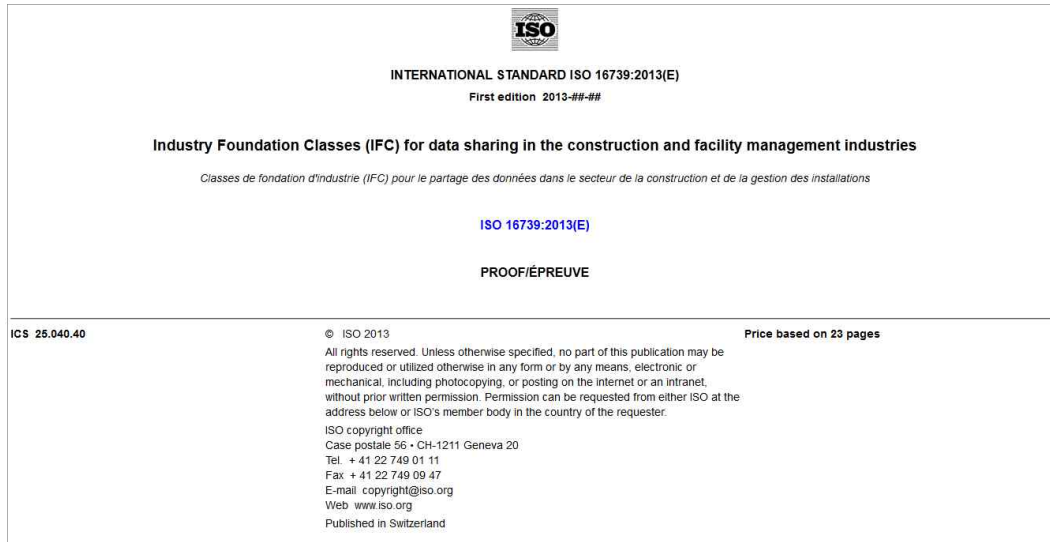 ISO
INTERNATIONAL STANDARD ISO 16739:2013(E)
First edition 2013-##-##
Industry Foundation Classes (IFC) for data sharing in the construction and facility management industries
Classes de fondation d'industrie (IFC) pour le partage des données dans le secteur de la construction et de la gestion des installations
ISO 16739:2013(E)
PROOF/ÉPREUVE
ICS 25.040.40
© ISO 2013
All rights reserved. Unless otherwise specified, no part of this publication may be
reproduced or utilized otherwise in any form or by any means, electronic or
mechanical, including photocopying, or posting on the internet or an intranet,
without prior written permission. Permission can be requested from either ISO at the
address below or ISO's member body in the country of the requester.
ISO copyright office
Case postale 56 • CH-1211 Geneva 20
Tel. + 41 22 749 01 11
Fax + 41 22 749 09 47
E-mail copyright@iso.org
Web www.iso.org
Published in Switzerland
Price based on 23 pages